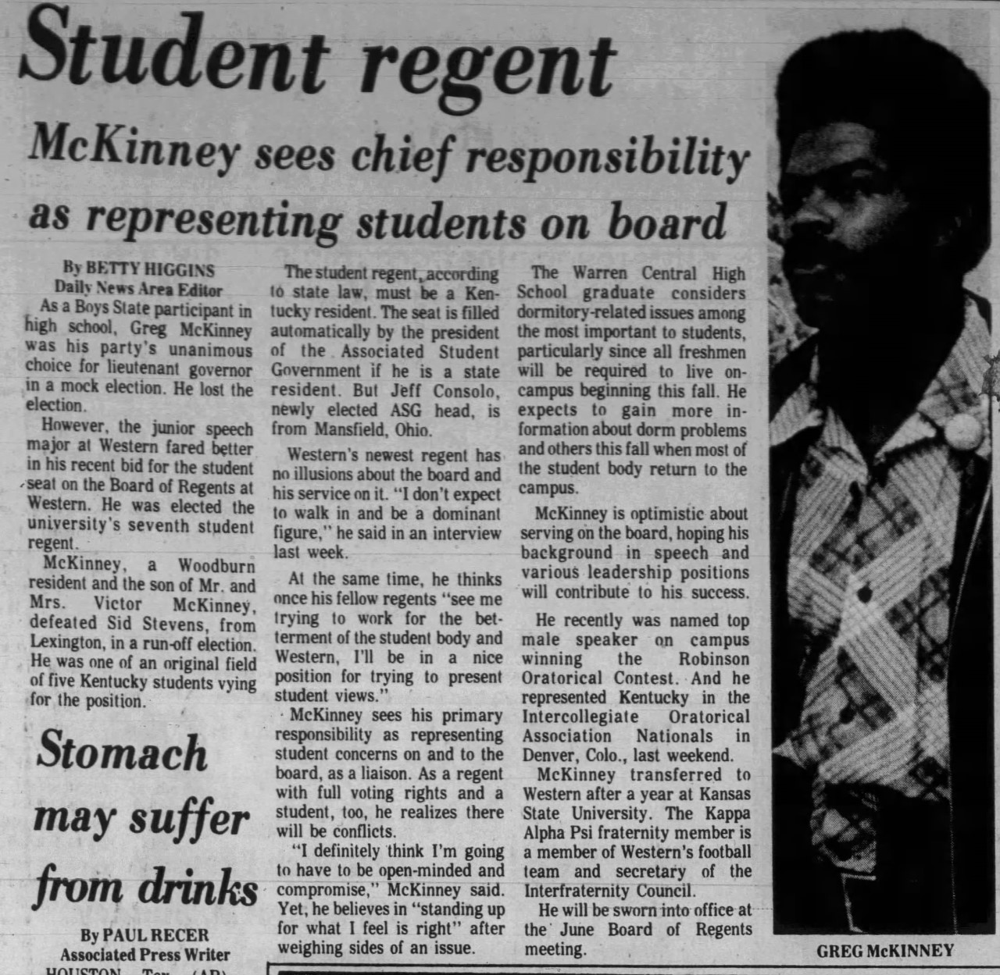 Student regent
McKinney sees chief responsibility
as representing students on board
By BETTY HIGGINS
Daily News Area Editor
As a Boys State participant in
high school, Greg McKinney
was his party's unanimous
choice for lieutenant governor
in a mock election. He lost the
election.
However, the junior speech
major at Western fared better
in his recent bid for the student
seat on the Board of Regents at
Western. He was elected the
university's seventh student
regent.
McKinney, a Woodburn
resident and the son of Mr. and
Mrs. Victor McKinney,
defeated Sid Stevens, from
Lexington, in a run-off election.
He was one of an original field
of five Kentucky students vying
for the position.
The student regent, according
to state law, must be a Ken-
tucky resident. The seat is filled
automatically by the president
of the Associated Student
Government if he is a state
resident. But Jeff Consolo,
newly elected ASG head, is
from Mansfield, Ohio.
Western's newest regent has
no illusions about the board and
his service on it. "I don't expect
to walk in and be a dominant
figure," he said in an interview
last week.
At the same time, he thinks
once his fellow regents "see me
trying to work for the bet-
terment of the student body and
Western, I'll be in a nice
position for trying to present
student views."
McKinney sees his primary
responsibility as representing
student concerns on and to the
board, as a liaison. As a regent
with full voting rights and a
student, too, he realizes there
will be conflicts.
"I definitely think I'm going
to have to be open-minded and
compromise," McKinney said.
Yet, he believes in "standing up
for what I feel is right" after
weighing sides of an issue.
The Warren Central High
School graduate considers
dormitory-related issues among
the most important to students,
particularly since all freshmen
will be required to live on-
campus beginning this fall. He
expects to gain more in-
formation about dorm problems
and others this fall when most of
the student body return to the
campus.
McKinney is optimistic about
serving on the board, hoping his
background in speech and
various leadership positions
will contribute to his success.
He recently was named top
male speaker on campus
winning the Robinson
Oratorical Contest. And he
represented Kentucky in the
Intercollegiate Oratorical
Association Nationals in
Denver, Colo., last weekend.
McKinney transferred to
Western after a year at Kansas
State University. The Kappa
Alpha Psi fraternity member is
a member of Western's football
team and secretary of the
Interfraternity Council.
He will be sworn into office at
the June Board of Regents
meeting.
GREG McKINNEY
Stomach
may suffer
from drinks
By PAUL RECER
Associated Press Writer
HOUSTON, Tex. (AP)